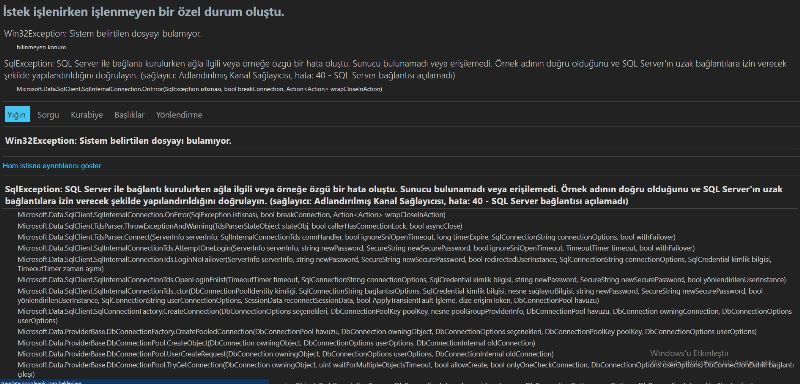 İstek işlenirken işlenmeyen bir özel durum oluştu.
Win32Exception: Sistem belirtilen dosyayı bulamıyor.
bilinmeyen konum
SqlException: SQL Server ile bağlantı kurulurken ağla ilgili veya örneğe özgü bir hata oluştu. Sunucu bulunamadı veya erişilemedi. Örnek adının doğru olduğunu ve SQL Server'ın uzak bağlantılara izin verecek
şekilde yapılandırıldığını doğrulayın. (sağlayıcı: Adlandırılmış Kanal Sağlayıcısı, hata: 40 - SQL Server bağlantısı açılamadı)
Microsoft.Data.SqlClient.SqlInternalConnection.OnError(SqlException istisnası, bool breakConnection, Action<Action> wrapCloseInAction)
Yığın Sorgu Kurabiye Başlıklar Yönlendirme
Win32Exception: Sistem belirtilen dosyayı bulamıyor.
Ham istisna ayrıntılarını göster
SqlException: SQL Server ile bağlantı kurulurken ağla ilgili veya örneğe özgü bir hata oluştu. Sunucu bulunamadı veya erişilemedi. Örnek adının doğru olduğunu ve SQL Server'ın uzak
bağlantılara izin verecek şekilde yapılandırıldığını doğrulayın. (sağlayıcı: Adlandırılmış Kanal Sağlayıcısı, hata: 40 - SQL Server bağlantısı açılamadı)
Microsoft.Data.SqlClient.SqlInternalConnection.OnError(SqlException istisnası, bool breakConnection, Action<Action> wrapCloseInAction)
Microsoft.Data.SqlClient.TdsParser.ThrowExceptionAndWarning(TdsParserStateObject stateObj, bool callerHasConnectionLock, bool asyncClose)
Microsoft.Data.SqlClient.TdsParser.Connect(ServerInfo serverInfo, SqlInternalConnectionTds connHandler, bool ignoreSniOpenTimeout, long timerExpire, SqlConnectionString connectionOptions, bool withFailover)
Microsoft.Data.SqlClient.SqlInternalConnectionTds.AttemptOneLogin(ServerInfo serverInfo, string newPassword, SecureString newSecurePassword, bool ignoreSniOpenTimeout, TimeoutTimer timeout, bool withFailover)
Microsoft.Data.SqlClient.SqlInternalConnectionTds.LoginNoFailover(ServerInfo serverInfo, string newPassword, SecureString newSecurePassword, bool redirectedUserInstance, SqlConnectionString connectionOptions, SqlCredential kimlik bilgisi,
TimeoutTimer zaman aşımı)
Microsoft.Data.SqlClient.SqlInternalConnectionTds.OpenLoginEnlist(TimeoutTimer timeout, SqlConnectionString connectionOptions, SqlCredential kimlik bilgisi, string newPassword, SecureString newSecurePassword, bool yönlendirilenUserInstance)
Microsoft.Data.SqlClient.SqlInternalConnectionTds..ctor(DbConnectionPoolIdentity kimliği, SqlConnectionString bağlantısıOptions, SqlCredential kimlik bilgisi, nesne sağlayıcıBilgisi, string newPassword, SecureString newSecurePassword, bool
yönlendirilenUserInstance, SqlConnectionString userConnectionOptions, SessionData reconnectSessionData, bool ApplyTransientFault İşleme, dize erişim Token, DbConnectionPool havuzu)
Microsoft.Data.SqlClient.SqlConnectionFactory.CreateConnection(DbConnectionOptions seçenekleri, DbConnectionPoolKey poolKey, nesne poolGroupProviderInfo, DbConnectionPool havuzu, DbConnection owningConnection, DbConnectionOptions
userOptions)
Microsoft.Data.ProviderBase.DbConnectionFactory.CreatePooledConnection(DbConnectionPool havuzu, DbConnection owningObject, DbConnectionOptions seçenekleri, DbConnectionPoolKey poolKey, DbConnectionOptions userOptions)
Microsoft.Data.ProviderBase.DbConnectionPool.CreateObject(DbConnection owningObject, DbConnectionOptions userOptions, DbConnectionInternal oldConnection)
Microsoft.Data.ProviderBase.DbConnectionPool.UserCreateRequest(DbConnection owningObject, DbConnectionOptions userOptions, DbConnectionInternal oldConnection)
Microsoft.Data.ProviderBase.DbConnectionPool.TryGetConnection(DbConnection owningObject, uint waitForMultipleObjectsTimeout, bool allowCreate, bool onlyOneCheckConnection, DbConnectionOptions userOptions, DbConnectionDahili bağlantı
çıkışı)
Windows'u Etkinleştir